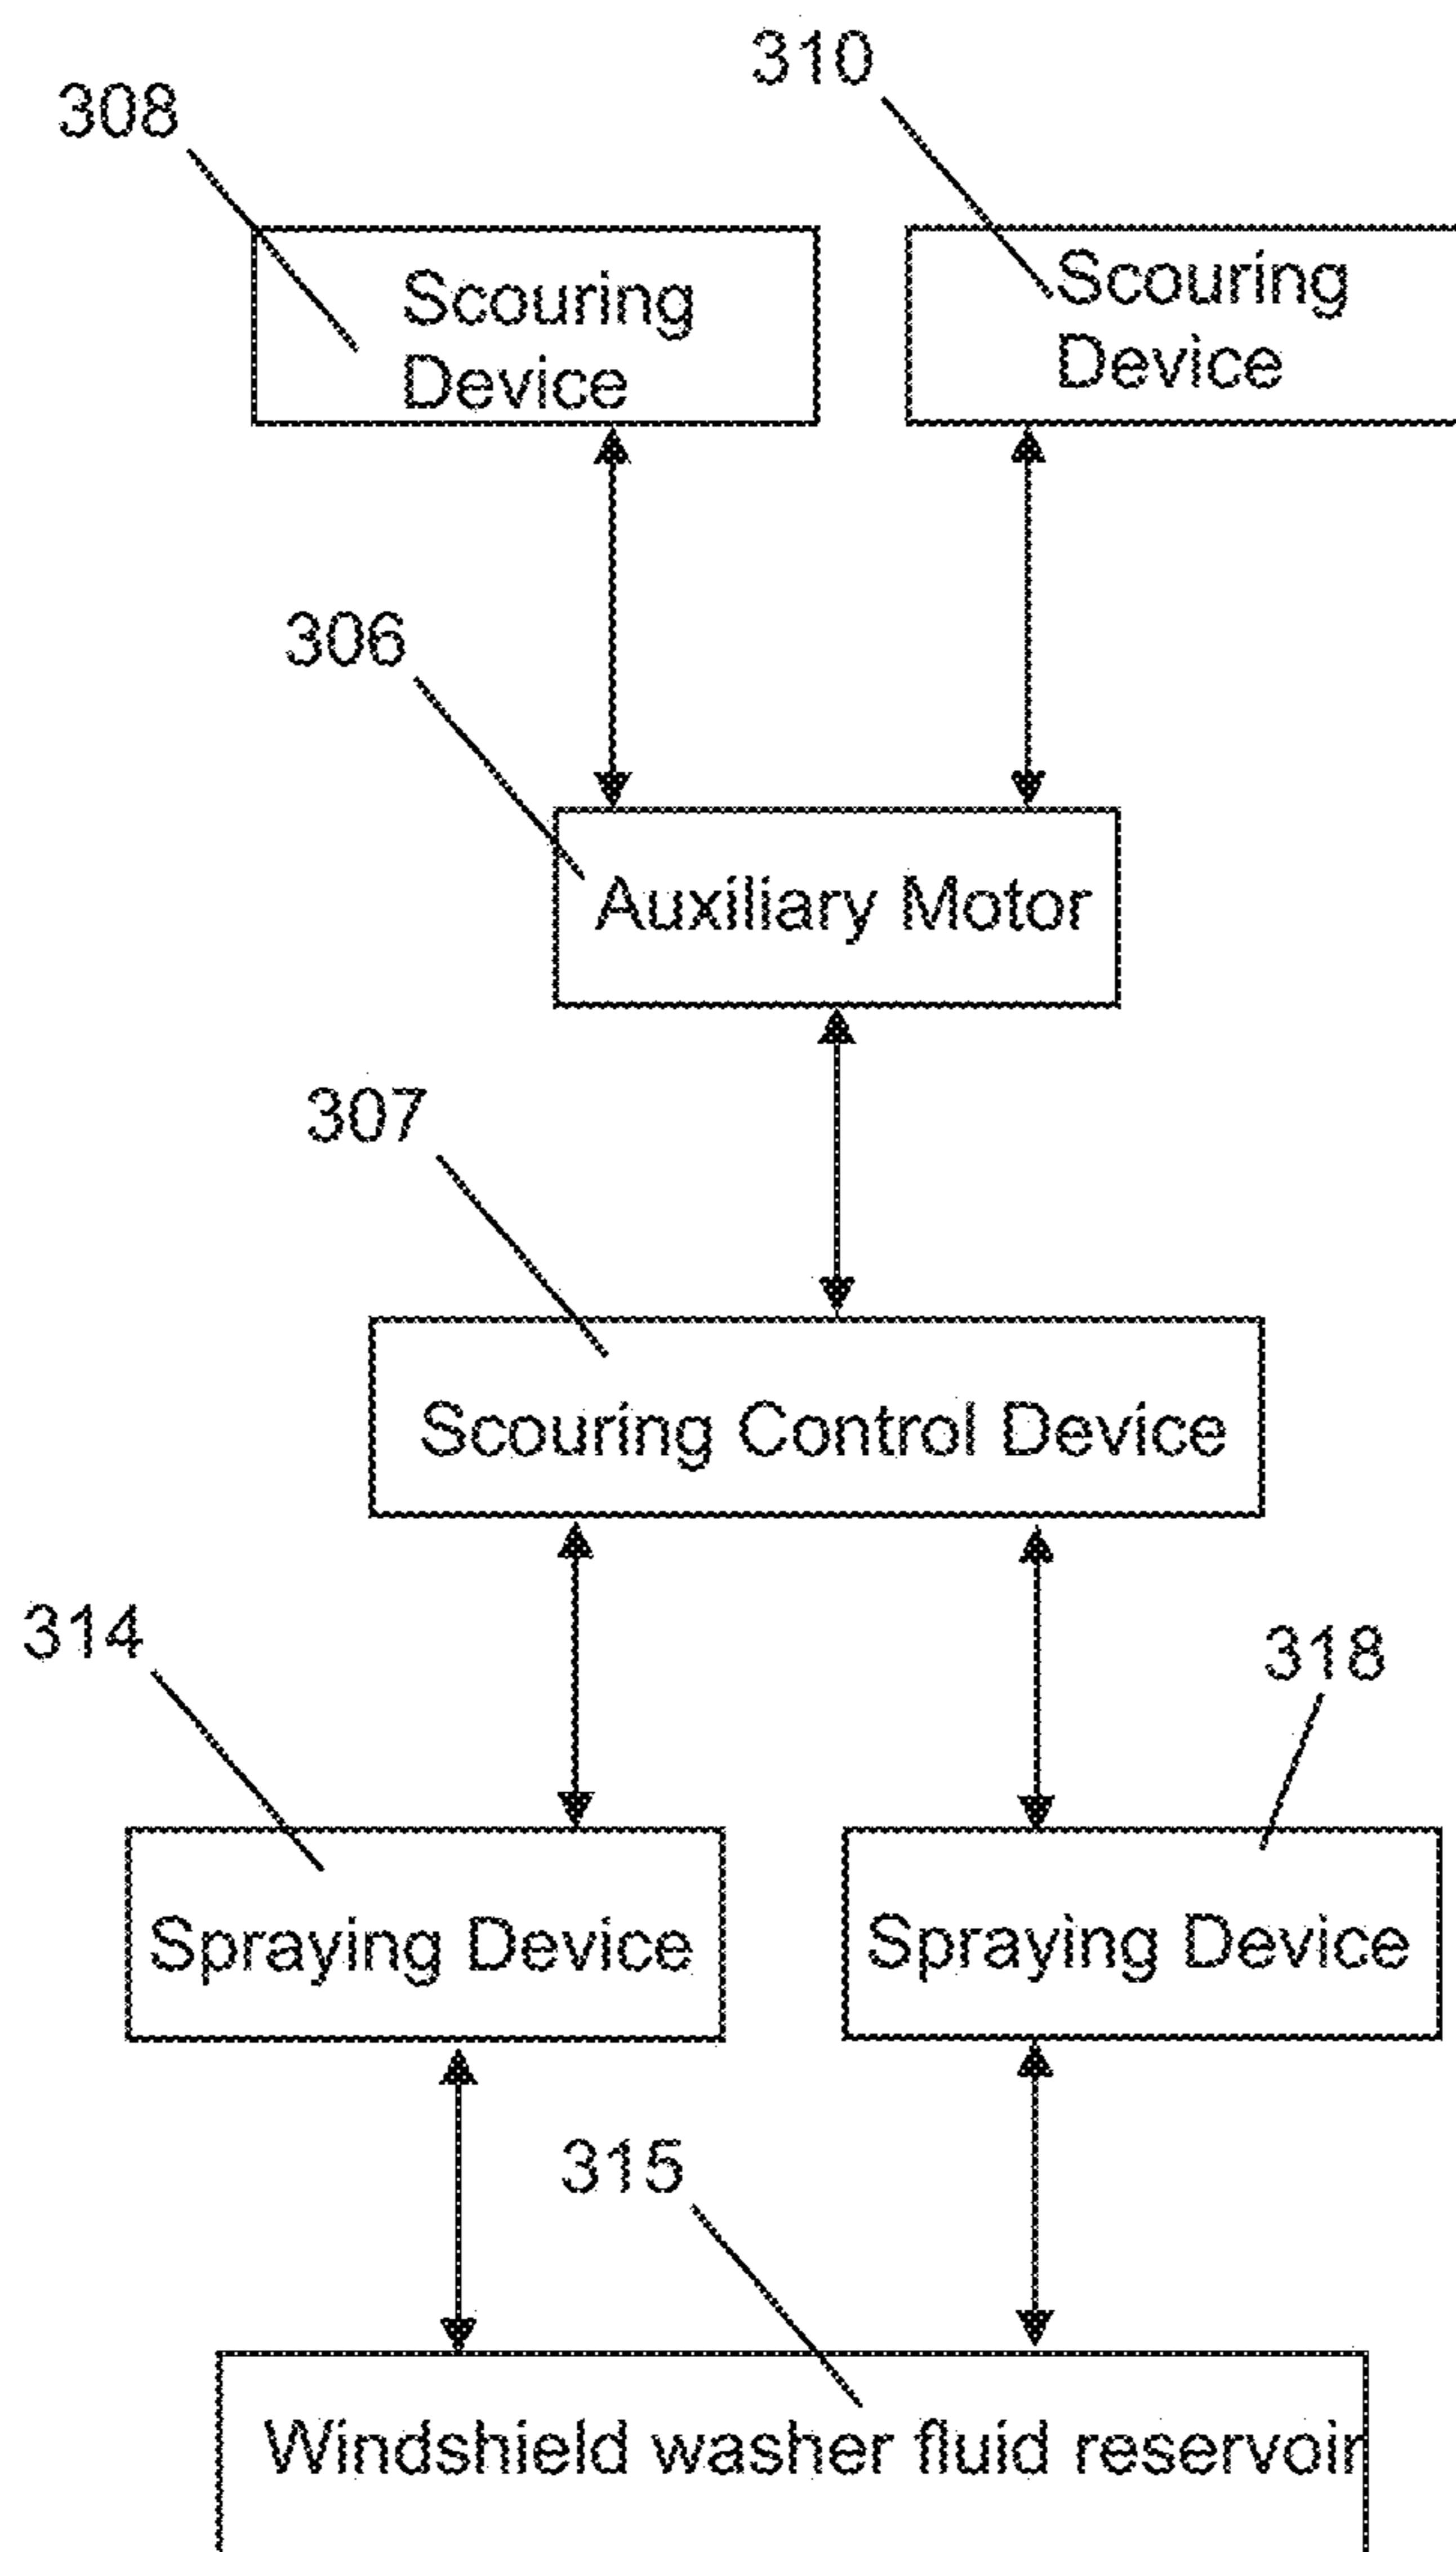 310
308
Scouring
Device
Scouring
Device
306
Auxiliary Motor
307
Scouring Control Device
314
318
Spraying Device
Spraying Device
315
Windshield washer fluid reservoir